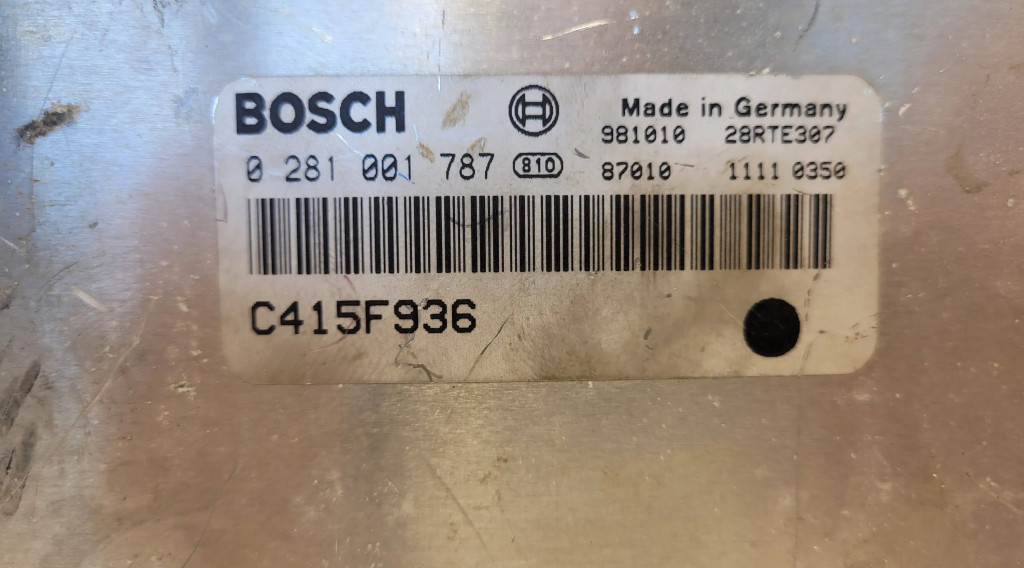 BOSCH Made in Germany
981010 28RTE307
0 281 001 787 810 87010 1111 0350
C415F936